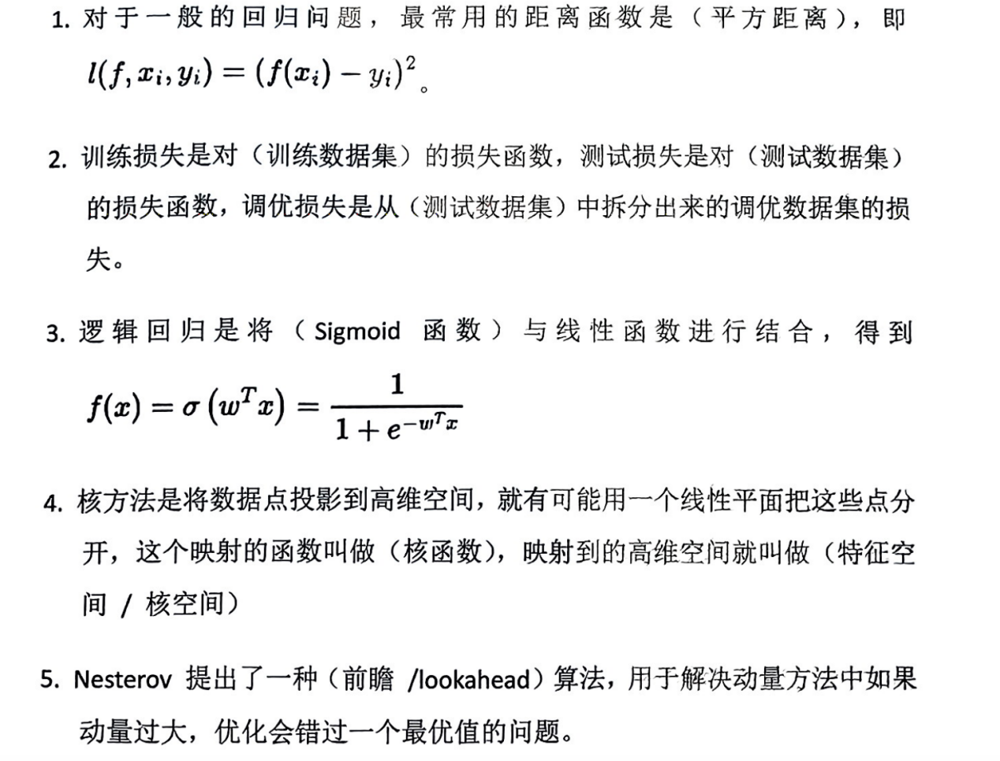 1. 对于一般的回归问题，最常用的距离函数是（平方距离），即
l(f, xᵢ, yᵢ) = (f(xᵢ) − yᵢ)²。
2. 训练损失是对（训练数据集）的损失函数，测试损失是对（测试数据集）
的损失函数，调优损失是从（测试数据集）中拆分出来的调优数据集的损
失。
3. 逻辑回归是将（Sigmoid 函数）与线性函数进行结合，得到
f(x) = σ(wᵀx) = 1 / (1 + e^{−wᵀx})
4. 核方法是将数据点投影到高维空间，就有可能用一个线性平面把这些点分
开，这个映射的函数叫做（核函数），映射到的高维空间就叫做（特征空
间 / 核空间）
5. Nesterov 提出了一种（前瞻 /lookahead）算法，用于解决动量方法中如果
动量过大，优化会错过一个最优值的问题。